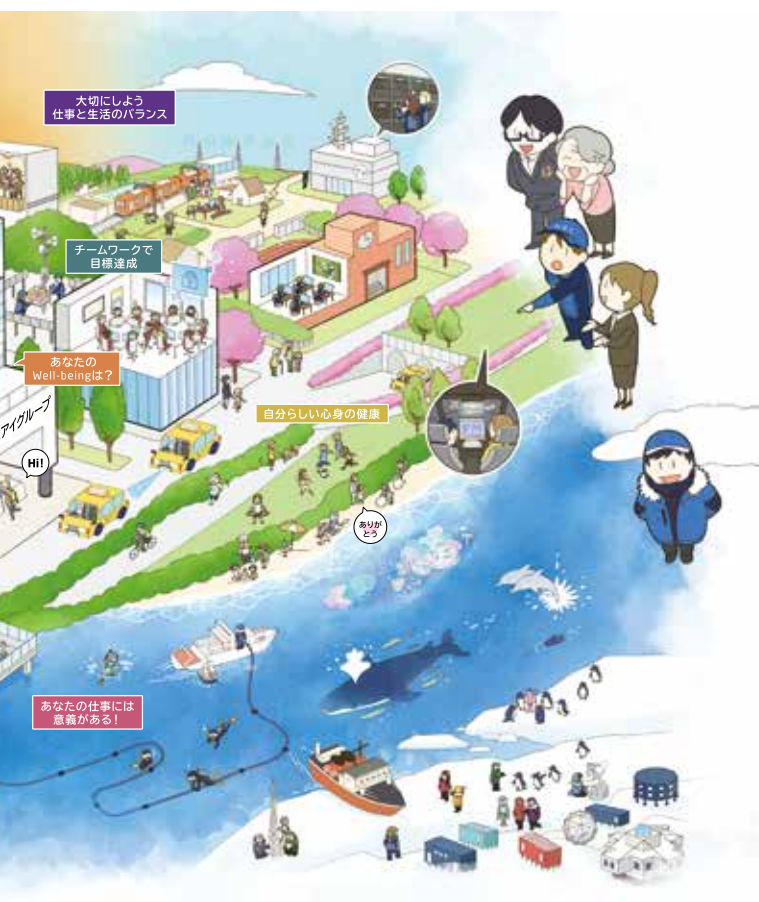 大切にしよう
仕事と生活のバランス
チームワークで
目標達成
あなたの
Well-beingは？
アイグループ
自分らしい心身の健康
Hi!
ありが
とう
あなたの仕事には
意義がある！